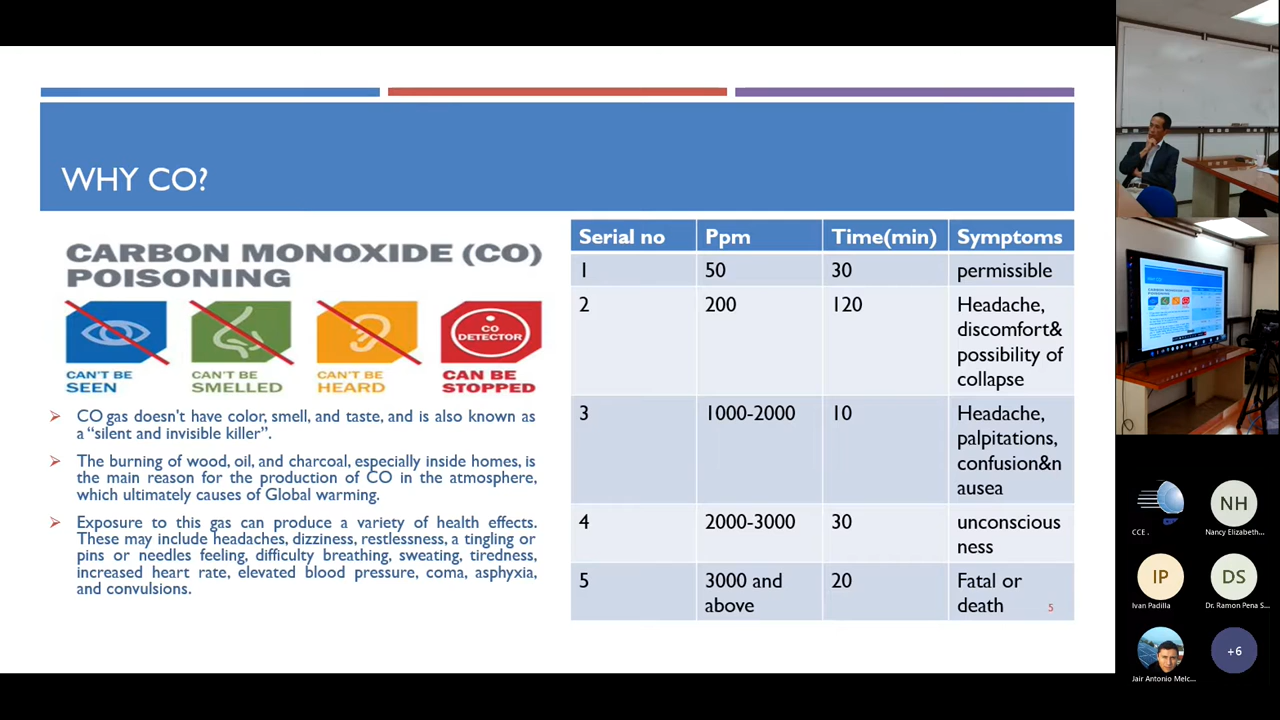 WHY CO?
CARBON MONOXIDE (CO)
POISONING
CAN'T BE
SEEN
CAN'T BE
SMELLED
CAN'T BE
HEARD
CO
DETECTOR
CAN BE
STOPPED
CO gas doesn't have color, smell, and taste, and is also known as
a "silent and invisible killer".
The burning of wood, oil, and charcoal, especially inside homes, is
the main reason for the production of CO in the atmosphere,
which ultimately causes of Global warming.
Exposure to this gas can produce a variety of health effects.
These may include headaches, dizziness, restlessness, a tingling or
pins or needles feeling, difficulty breathing, sweating, tiredness,
increased heart rate, elevated blood pressure, coma, asphyxia,
and convulsions.
Serial no Ppm Time(min) Symptoms
1 50 30 permissible
2 200 120 Headache,
discomfort&
possibility of
collapse
3 1000-2000 10 Headache,
palpitations,
confusion&n
ausea
4 2000-3000 30 unconscious
ness
5 3000 and 20 Fatal or
above death
5
CCE .
NH
Nancy Elizabeth...
IP
Ivan Padilla
DS
Dr. Ramon Pena S...
Jair Antonio Melc...
+6